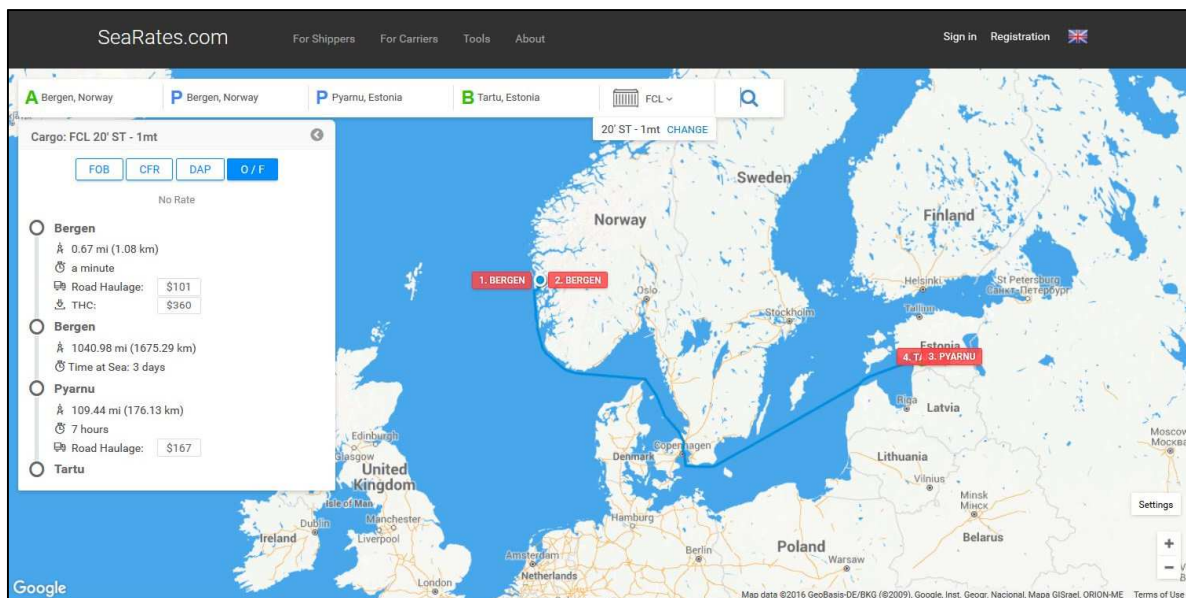 SeaRates.com
For Shippers For Carriers Tools About
Sign in Registration
A Bergen, Norway P Bergen, Norway P Pyarnu, Estonia B Tartu, Estonia FCL
20' ST - 1mt CHANGE
Cargo: FCL 20' ST - 1mt
FOB CFR DAP O / F
No Rate
Bergen
0.67 mi (1.08 km)
a minute
Road Haulage: $101
THC: $360
Bergen
1040.98 mi (1675.29 km)
Time at Sea: 3 days
Pyarnu
109.44 mi (176.13 km)
7 hours
Road Haulage: $167
Tartu
Sweden
Norway
Finland
1. BERGEN 2. BERGEN
Oslo
Stockholm
Helsinki
St Petersburg
Санкт-Петербург
Tallinn
Estonia
4. TA 3. PYARNU
Riga
Latvia
Moscow
Москва
Edinburgh
Glasgow
United
Kingdom
Isle of Man
Copenhagen
Denmark
Lithuania
Vilnius
Minsk
Мінск
Belarus
Dublin
Ireland
Manchester
Liverpool
Hamburg
Berlin
Poland
Warsaw
Amsterdam
Netherlands
London
Settings
+
−
Google
Map data ©2016 GeoBasis-DE/BKG (©2009), Google, Inst. Geogr. Nacional, Mapa GISrael, ORION-ME Terms of Use